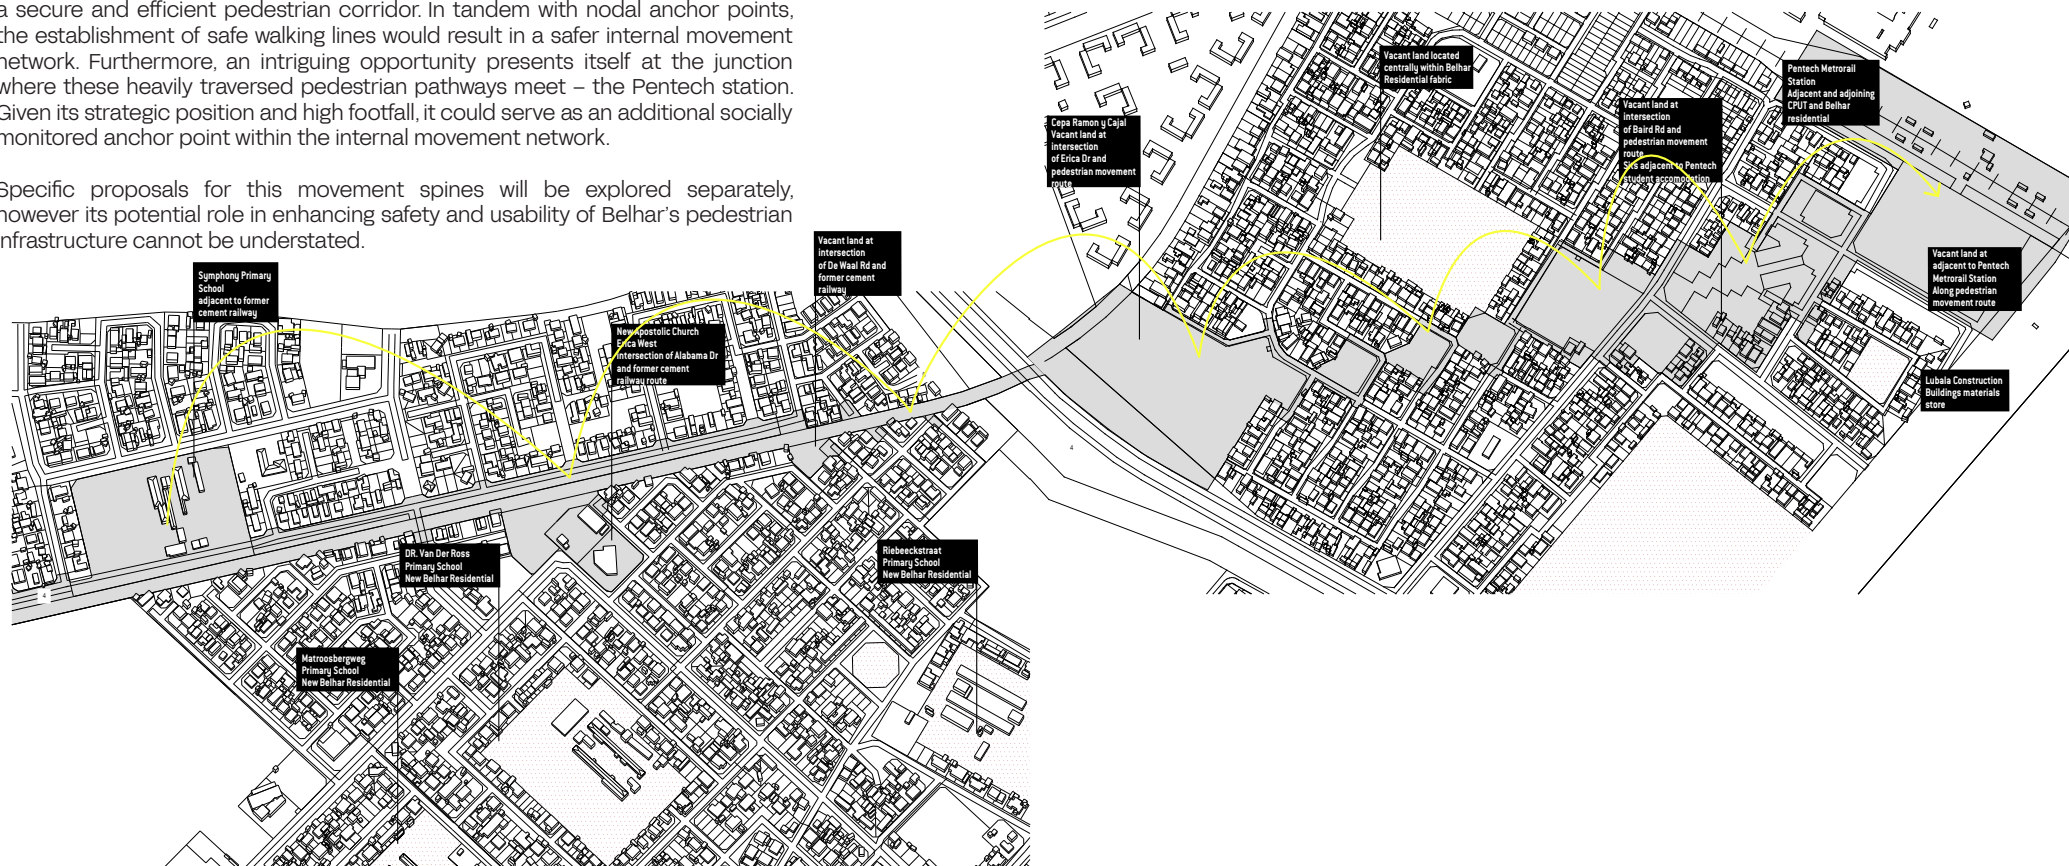 a secure and efficient pedestrian corridor. In tandem with nodal anchor points,
the establishment of safe walking lines would result in a safer internal movement
network. Furthermore, an intriguing opportunity presents itself at the junction
where these heavily traversed pedestrian pathways meet – the Pentech station.
Given its strategic position and high footfall, it could serve as an additional socially
monitored anchor point within the internal movement network.
Specific proposals for this movement spines will be explored separately,
however its potential role in enhancing safety and usability of Belhar's pedestrian
infrastructure cannot be understated.
Symphony Primary
School
adjacent to former
cement railway
New Apostolic Church
Erica West
Intersection of Alabama Dr
and former cement
railway route
Vacant land at
intersection
of De Waal Rd and
former cement
railway
Cepa Ramon y Cajal
Vacant land at
intersection
of Erica Dr and
pedestrian movement
route
Vacant land located
centrally within Belhar
Residential fabric
Vacant land at
intersection
of Baird Rd and
pedestrian movement
route
Sits adjacent to Pentech
student accomodation
Pentech Metrorail
Station
Adjacent and adjoining
CPUT and Belhar
residential
Vacant land at
adjacent to Pentech
Metrorail Station
Along pedestrian
movement route
Lubala Construction
Buildings materials
store
DR. Van Der Ross
Primary School
New Belhar Residential
Riebeeckstraat
Primary School
New Belhar Residential
Matroosbergweg
Primary School
New Belhar Residential
4
4